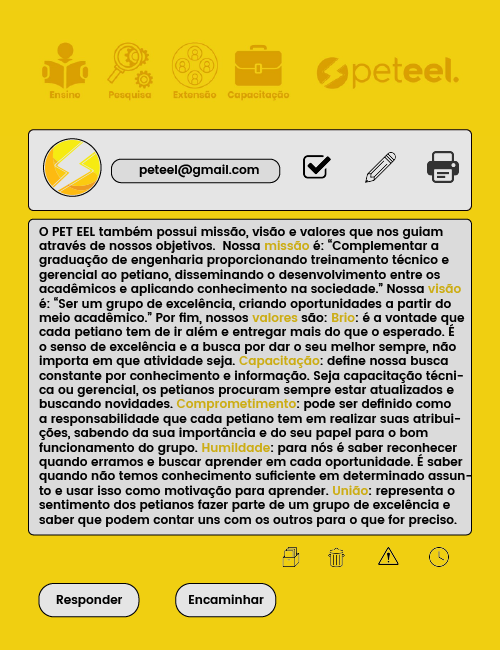 Ensino Pesquisa Extensão Capacitação peteel.
peteel@gmail.com
O PET EEL também possui missão, visão e valores que nos guiam
através de nossos objetivos. Nossa missão é: “Complementar a
graduação de engenharia proporcionando treinamento técnico e
gerencial ao petiano, disseminando o desenvolvimento entre os
acadêmicos e aplicando conhecimento na sociedade.” Nossa visão
é: “Ser um grupo de excelência, criando oportunidades a partir do
meio acadêmico.” Por fim, nossos valores são: Brio: é a vontade que
cada petiano tem de ir além e entregar mais do que o esperado. É
o senso de excelência e a busca por dar o seu melhor sempre, não
importa em que atividade seja. Capacitação: define nossa busca
constante por conhecimento e informação. Seja capacitação técni-
ca ou gerencial, os petianos procuram sempre estar atualizados e
buscando novidades. Comprometimento: pode ser definido como
a responsabilidade que cada petiano tem em realizar suas atribui-
ções, sabendo da sua importância e do seu papel para o bom
funcionamento do grupo. Humildade: para nós é saber reconhecer
quando erramos e buscar aprender em cada oportunidade. É saber
quando não temos conhecimento suficiente em determinado assun-
to e usar isso como motivação para aprender. União: representa o
sentimento dos petianos fazer parte de um grupo de excelência e
saber que podem contar uns com os outros para o que for preciso.
Responder Encaminhar